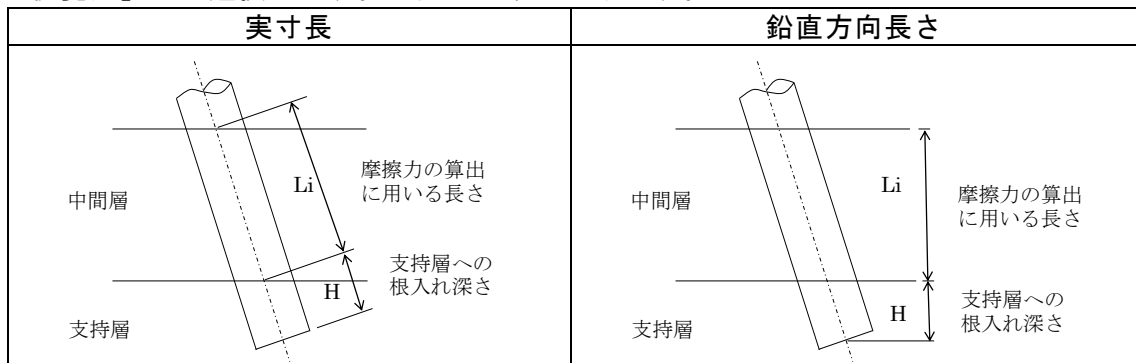 実寸長
鉛直方向長さ
中間層
Li
摩擦力の算出
に用いる長さ
支持層への
根入れ深さ
H
支持層
中間層
Li
摩擦力の算出
に用いる長さ
支持層への
根入れ深さ
H
支持層